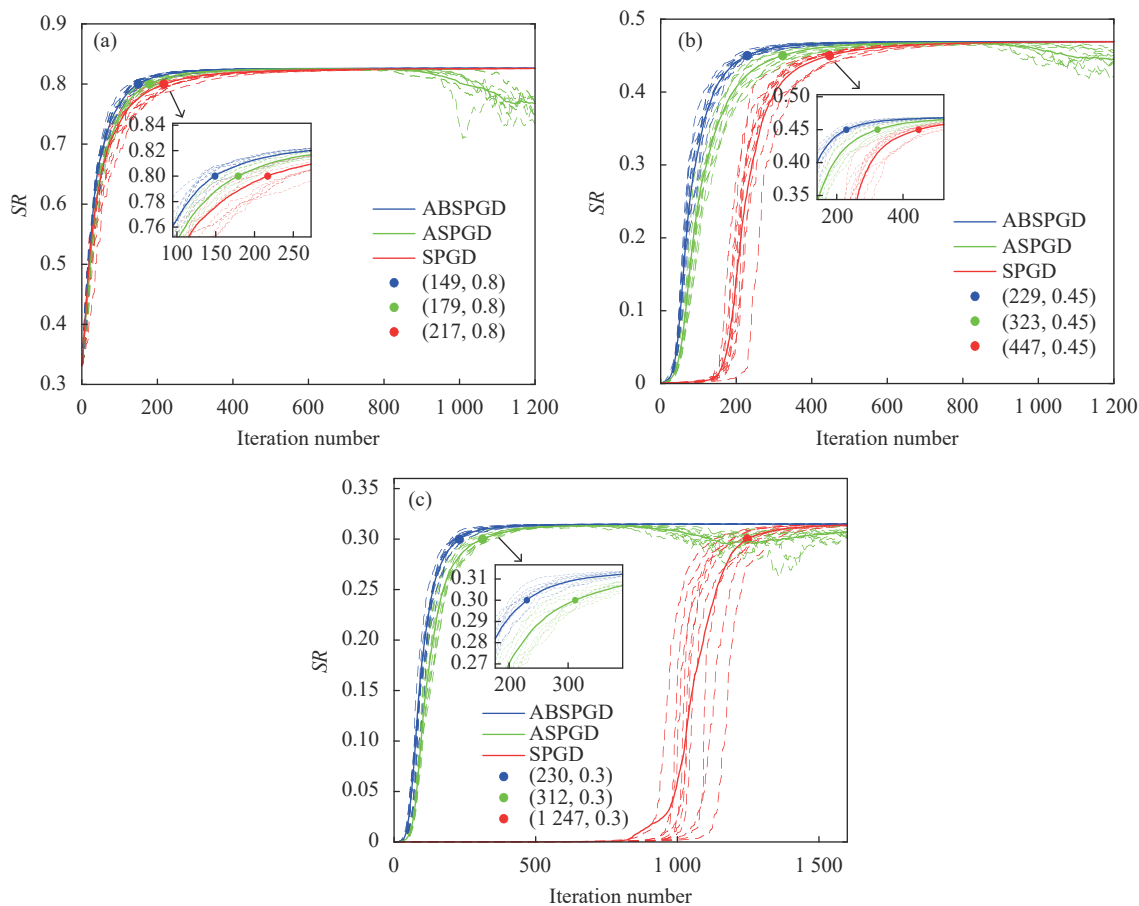 (a)
SR
0.9
0.8
0.7
0.6
0.5
0.4
0.3
0.84
0.82
0.80
0.78
0.76
100 150 200 250
ABSPGD
ASPGD
SPGD
(149, 0.8)
(179, 0.8)
(217, 0.8)
0 200 400 600 800 1 000 1 200
Iteration number
(b)
SR
0.5
0.4
0.3
0.2
0.1
0
0.50
0.45
0.40
0.35
200 400
ABSPGD
ASPGD
SPGD
(229, 0.45)
(323, 0.45)
(447, 0.45)
0 200 400 600 800 1 000 1 200
Iteration number
(c)
SR
0.35
0.30
0.25
0.20
0.15
0.10
0.05
0
0.31
0.30
0.29
0.28
0.27
200 300
ABSPGD
ASPGD
SPGD
(230, 0.3)
(312, 0.3)
(1 247, 0.3)
0 500 1 000 1 500
Iteration number